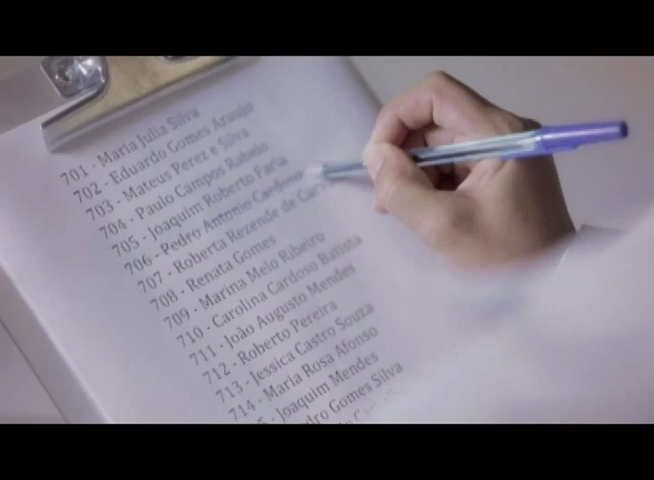 701 - Maria Julia Silva
702 - Eduardo Gomes Araujo
703 - Mateus Perez e Silva
704 - Paulo Campos Rabelo
705 - Joaquim Roberto Faria
706 - Pedro Antonio Cardoso
707 - Roberta Rezende de
708 - Renata Gomes
709 - Marina Melo Ribeiro
710 - Carolina Cardoso Batista
711 - João Augusto Mendes
712 - Roberto Pereira
713 - Jessica Castro Souza
714 - Maria Rosa Afonso
5 - Joaquim Mendes
dro Gomes Silva